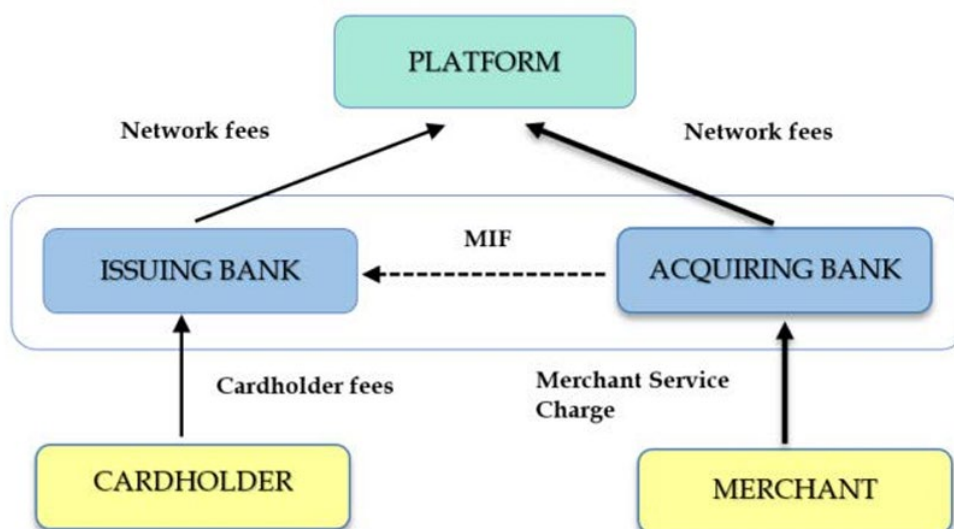 PLATFORM
Network fees
Network fees
MIF
ISSUING BANK
ACQUIRING BANK
Cardholder fees
Merchant Service
Charge
CARDHOLDER
MERCHANT